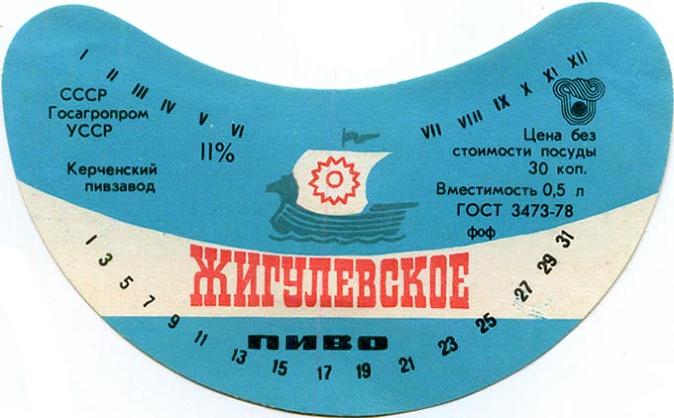 I II III IV V VI
VII VIII IX X XI XII
СССР
Госагропром
УССР
11%
Керченский
пивзавод
Цена без
стоимости посуды
30 коп.
Вместимость 0,5 л
ГОСТ 3473-78
фоф
ЖИГУЛЕВСКОЕ
ПИВО
1 3 5 7 9 11 13 15 17 19 21 23 25 27 29 31